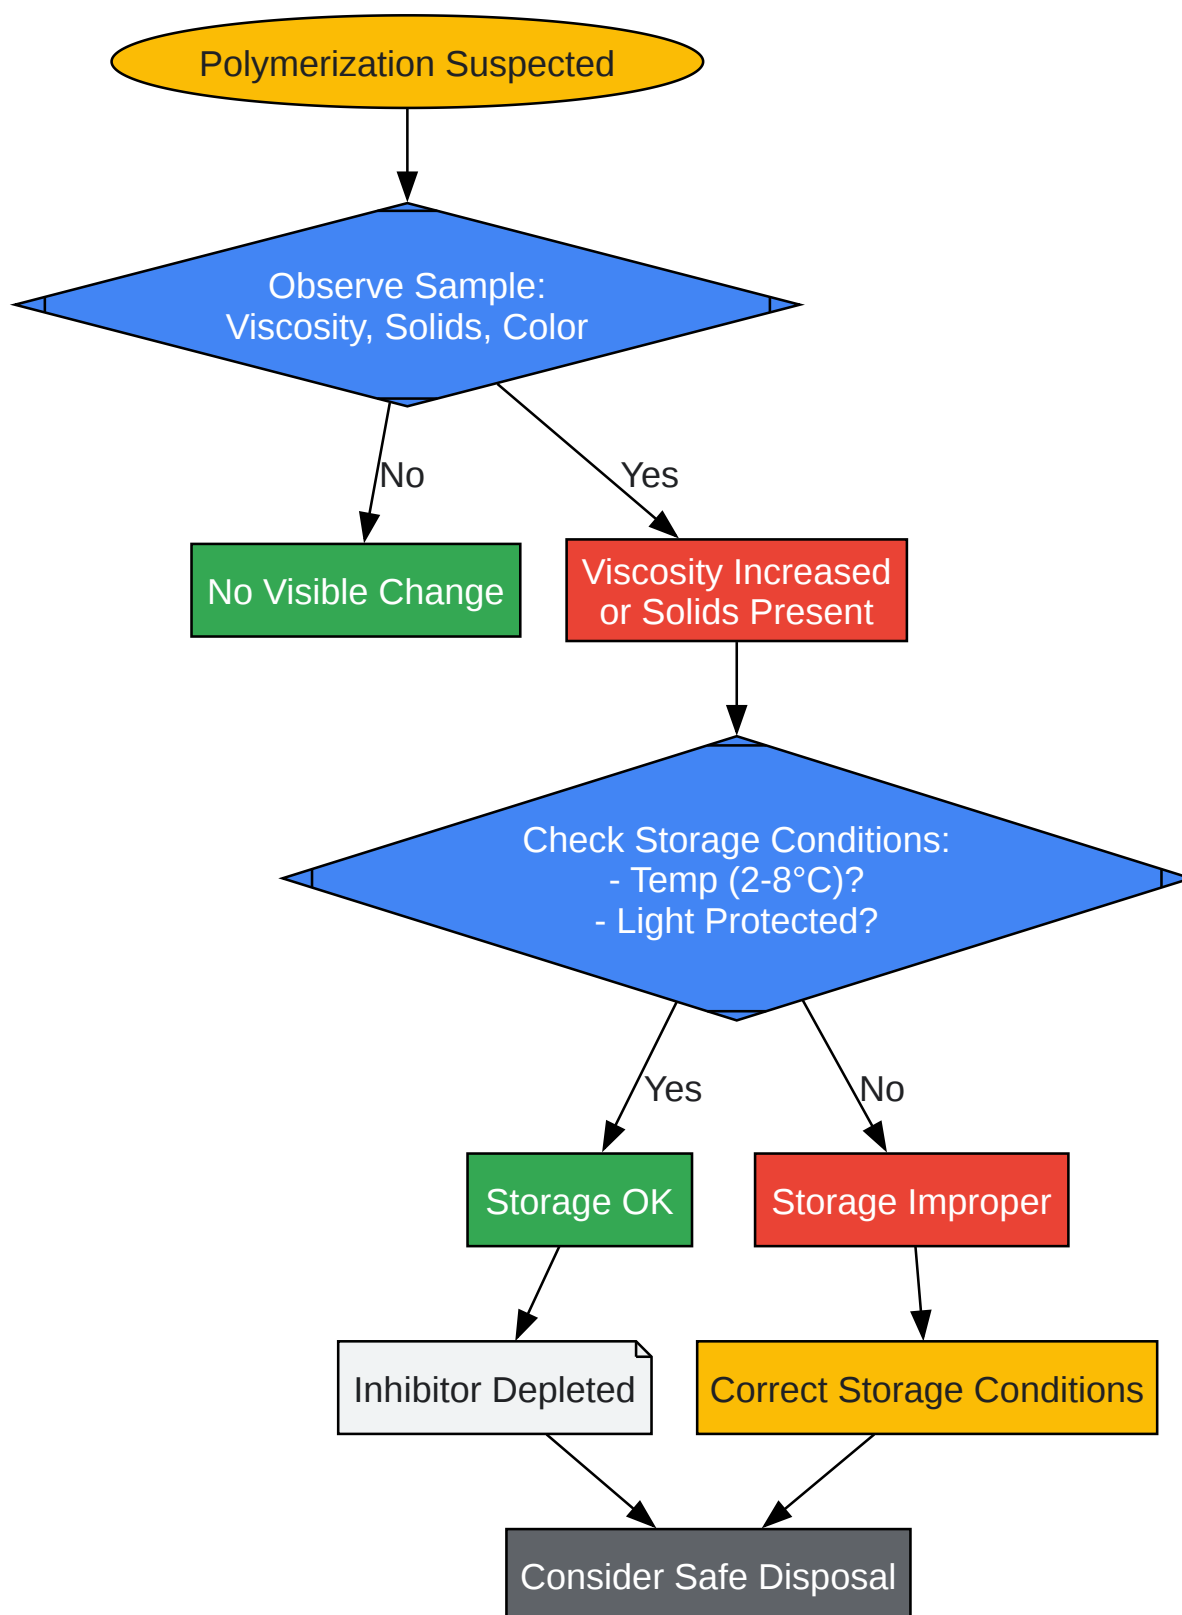 Polymerization Suspected
Observe Sample:
Viscosity, Solids, Color
No
Yes
No Visible Change
Viscosity Increased
or Solids Present
Check Storage Conditions:
- Temp (2-8°C)?
- Light Protected?
Yes
No
Storage OK
Storage Improper
Inhibitor Depleted
Correct Storage Conditions
Consider Safe Disposal